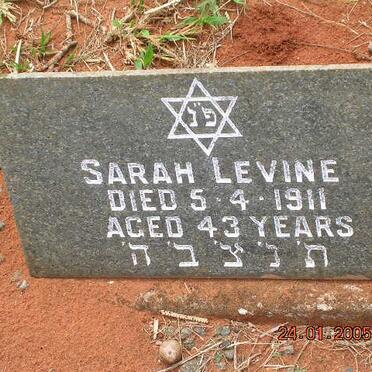 פ"נ
SARAH LEVINE
DIED 5·4·1911
AGED 43 YEARS
ת' נ' צ' ב' ה'
24.01.2005